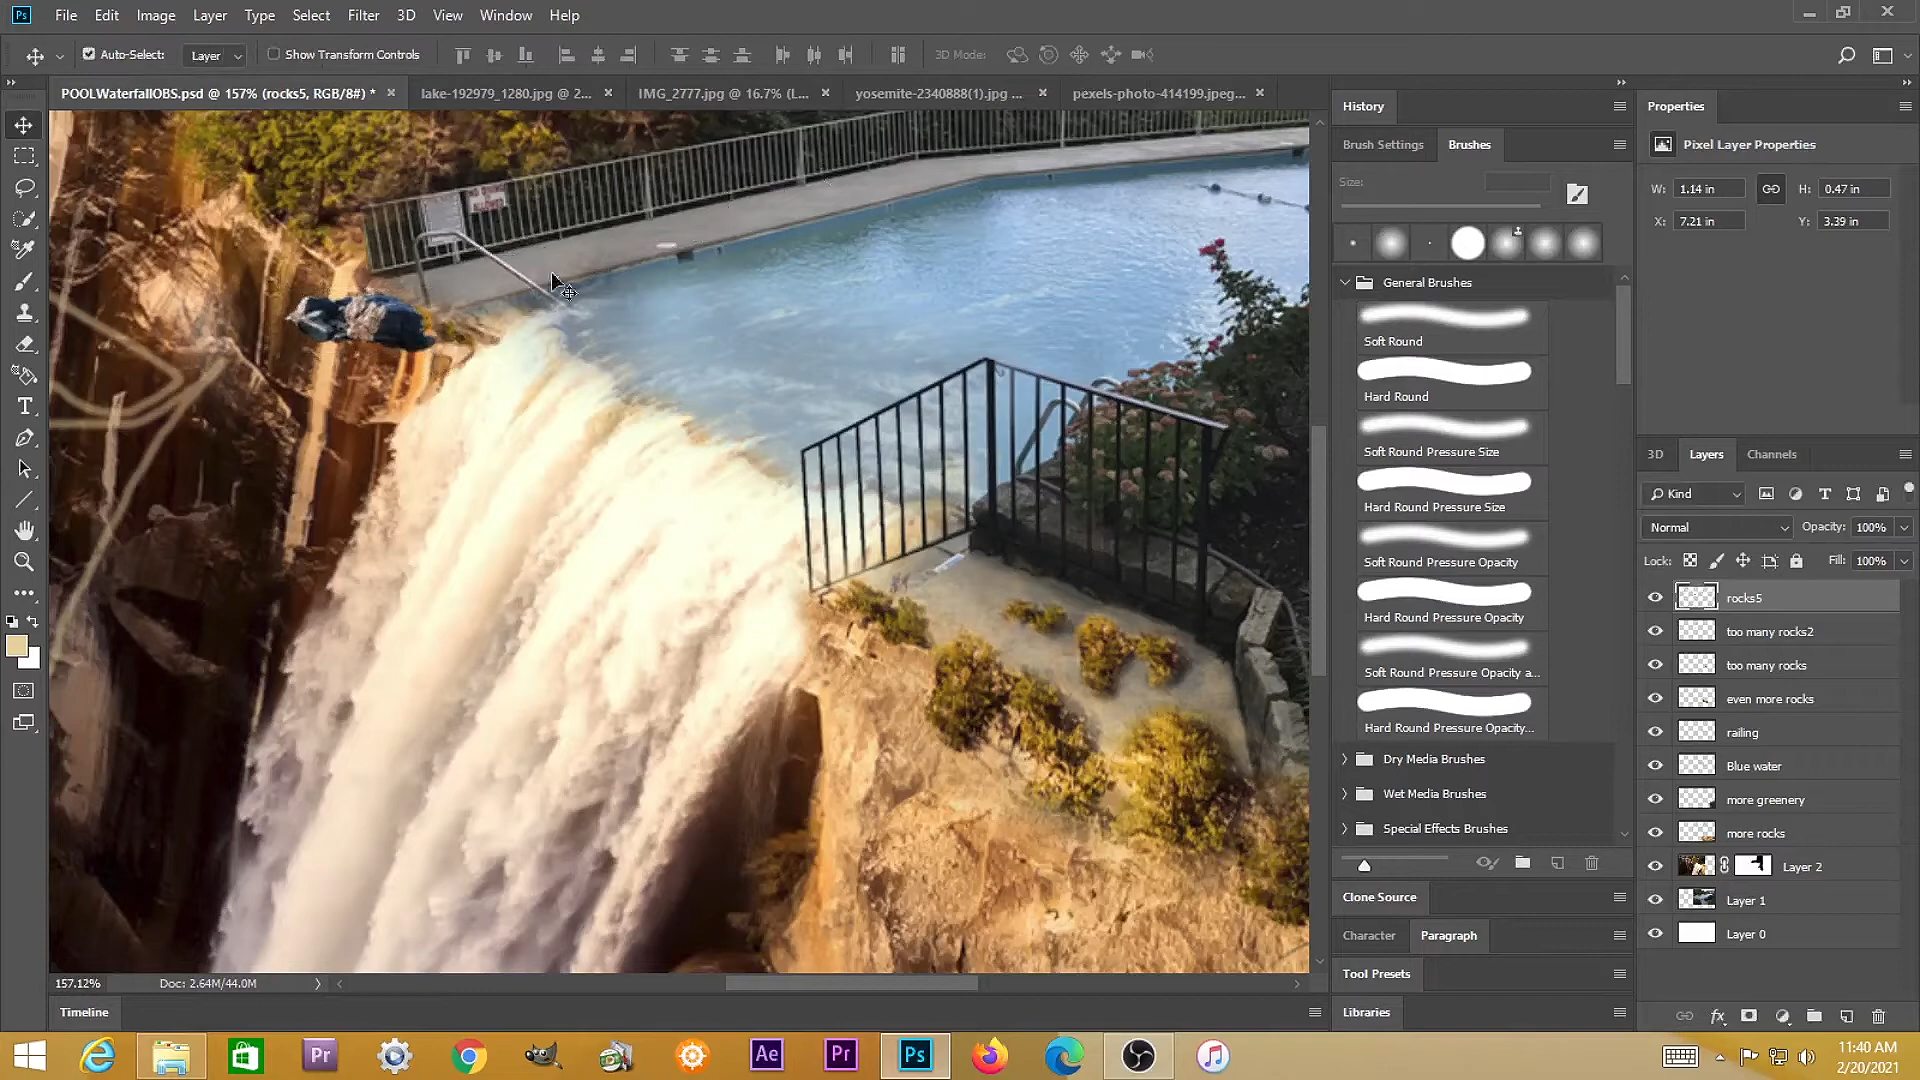 Ps File Edit Image Layer Type Select Filter 3D View Window Help
Auto-Select: Layer Show Transform Controls 3D Mode:
POOLWaterfallOBS.psd @ 157% (rocks5, RGB/8#) * × lake-192979_1280.jpg @ 2... × IMG_2777.jpg @ 16.7% (L... × yosemite-2340888(1).jpg ... × pexels-photo-414199.jpeg... ×
History
Properties
Brush Settings Brushes
Pixel Layer Properties
Size:
W: 1.14 in H: 0.47 in
X: 7.21 in Y: 3.39 in
General Brushes
Soft Round
Hard Round
Soft Round Pressure Size
Hard Round Pressure Size
Soft Round Pressure Opacity
Hard Round Pressure Opacity
Soft Round Pressure Opacity a...
Hard Round Pressure Opacity...
Dry Media Brushes
Wet Media Brushes
Special Effects Brushes
3D Layers Channels
Kind
Normal Opacity: 100%
Lock: Fill: 100%
rocks5
too many rocks2
too many rocks
even more rocks
railing
Blue water
more greenery
more rocks
Layer 2
Layer 1
Layer 0
Clone Source
Character Paragraph
Tool Presets
Libraries
157.12% Doc: 2.64M/44.0M
Timeline
Pr Ae Pr Ps
11:40 AM
2/20/2021